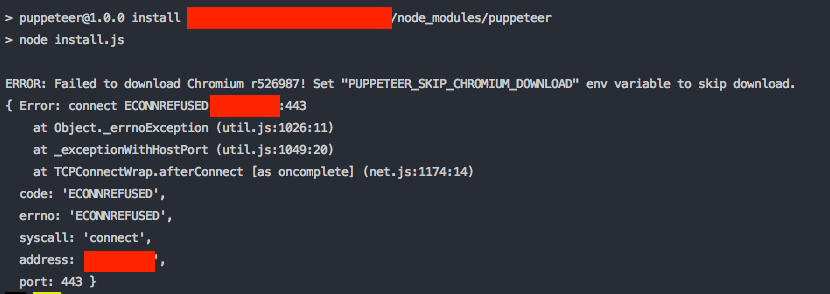 > puppeteer@1.0.0 install /node_modules/puppeteer
> node install.js
ERROR: Failed to download Chromium r526987! Set "PUPPETEER_SKIP_CHROMIUM_DOWNLOAD" env variable to skip download.
{ Error: connect ECONNREFUSED :443
at Object._errnoException (util.js:1026:11)
at _exceptionWithHostPort (util.js:1049:20)
at TCPConnectWrap.afterConnect [as oncomplete] (net.js:1174:14)
code: 'ECONNREFUSED',
errno: 'ECONNREFUSED',
syscall: 'connect',
address: ',
port: 443 }